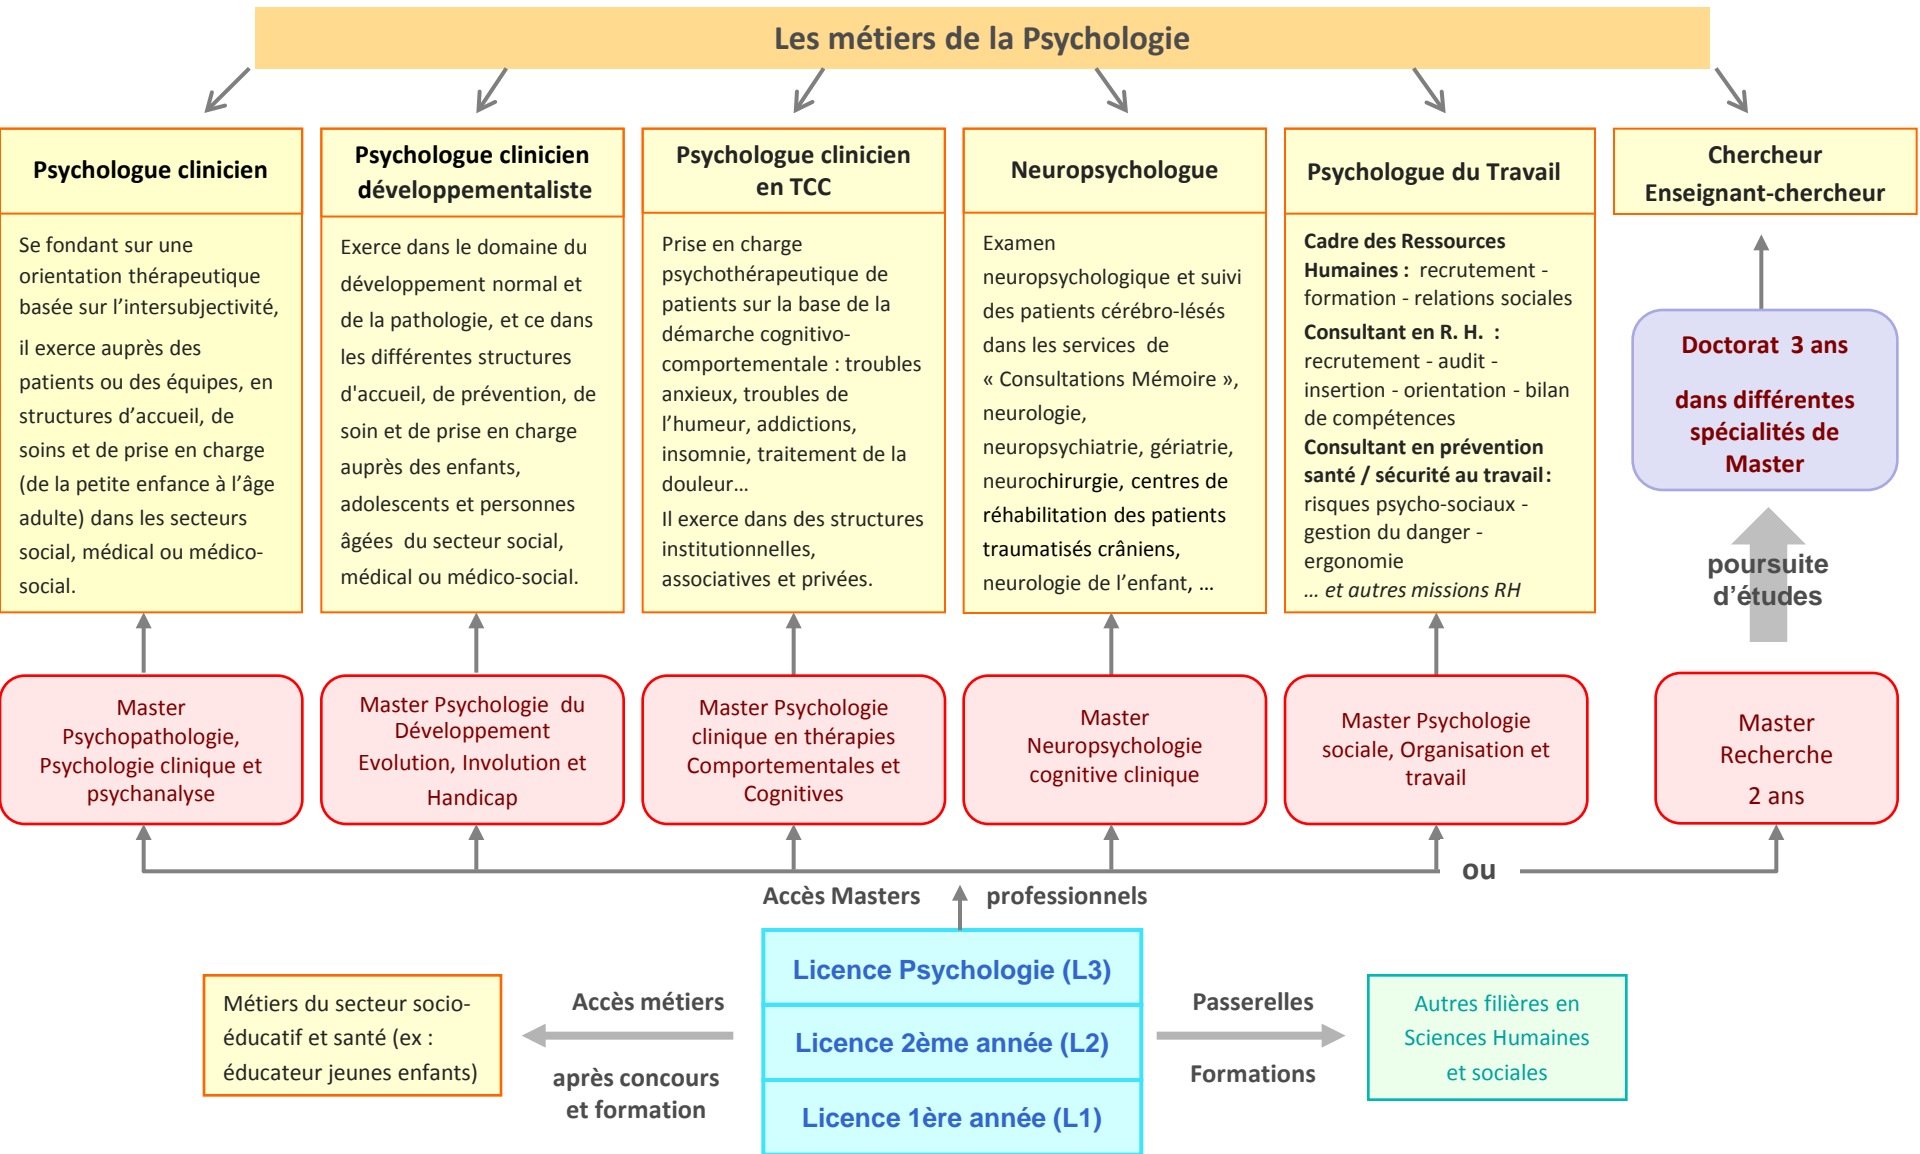 Les métiers de la Psychologie
Psychologue clinicien
Se fondant sur une
orientation thérapeutique
basée sur l’intersubjectivité,
il exerce auprès des
patients ou des équipes, en
structures d’accueil, de
soins et de prise en charge
(de la petite enfance à l’âge
adulte) dans les secteurs
social, médical ou médico-
social.
Psychologue clinicien
développementaliste
Exerce dans le domaine du
développement normal et
de la pathologie, et ce dans
les différentes structures
d'accueil, de prévention, de
soin et de prise en charge
auprès des enfants,
adolescents et personnes
âgées du secteur social,
médical ou médico-social.
Psychologue clinicien
en TCC
Prise en charge
psychothérapeutique de
patients sur la base de la
démarche cognitivo-
comportementale : troubles
anxieux, troubles de
l’humeur, addictions,
insomnie, traitement de la
douleur…
Il exerce dans des structures
institutionnelles,
associatives et privées.
Neuropsychologue
Examen
neuropsychologique et suivi
des patients cérébro-lésés
dans les services de
« Consultations Mémoire »,
neurologie,
neuropsychiatrie, gériatrie,
neurochirurgie, centres de
réhabilitation des patients
traumatisés crâniens,
neurologie de l’enfant, …
Psychologue du Travail
Cadre des Ressources
Humaines : recrutement -
formation - relations sociales
Consultant en R. H. :
recrutement - audit -
insertion - orientation - bilan
de compétences
Consultant en prévention
santé / sécurité au travail :
risques psycho-sociaux -
gestion du danger -
ergonomie
… et autres missions RH
Chercheur
Enseignant-chercheur
Doctorat 3 ans
dans différentes
spécialités de
Master
poursuite
d’études
Master
Psychopathologie,
Psychologie clinique et
psychanalyse
Master Psychologie du
Développement
Evolution, Involution et
Handicap
Master Psychologie
clinique en thérapies
Comportementales et
Cognitives
Master
Neuropsychologie
cognitive clinique
Master Psychologie
sociale, Organisation et
travail
Master
Recherche
2 ans
ou
Accès Masters professionnels
Licence Psychologie (L3)
Licence 2ème année (L2)
Licence 1ère année (L1)
Accès métiers
après concours
et formation
Métiers du secteur socio-
éducatif et santé (ex :
éducateur jeunes enfants)
Passerelles
Formations
Autres filières en
Sciences Humaines
et sociales